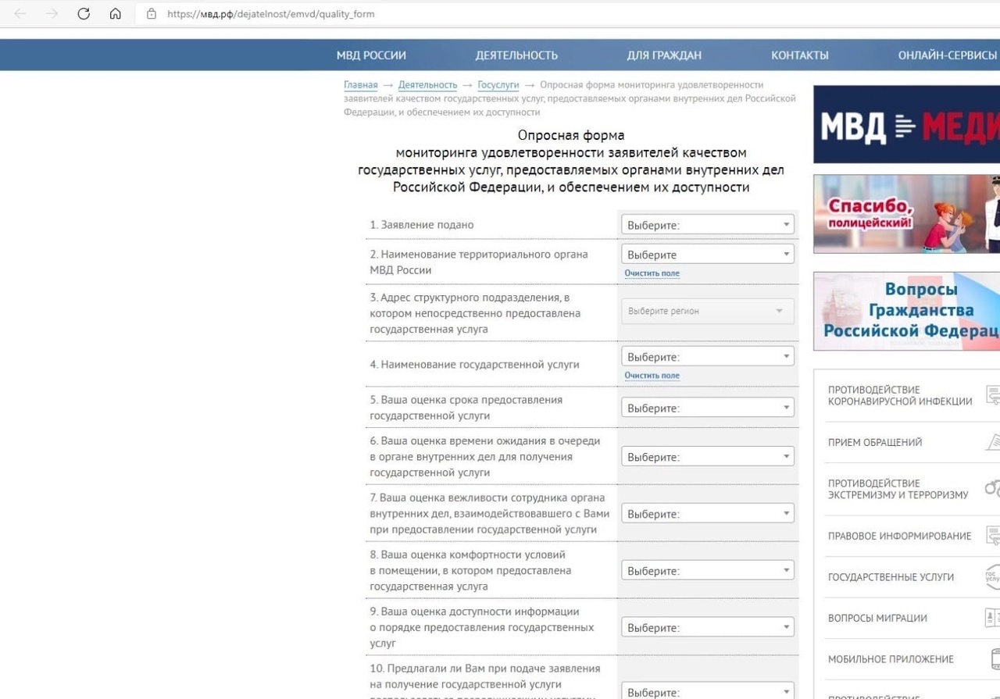 https://мвд.рф/dejatelnost/emvd/quality_form
МВД РОССИИ
ДЕЯТЕЛЬНОСТЬ
ДЛЯ ГРАЖДАН
КОНТАКТЫ
ОНЛАЙН-СЕРВИСЫ
Главная → Деятельность → Госуслуги → Опросная форма мониторинга удовлетворенности
заявителей качеством государственных услуг, предоставляемых органами внутренних дел Российской
Федерации, и обеспечением их доступности
Опросная форма
мониторинга удовлетворенности заявителей качеством
государственных услуг, предоставляемых органами внутренних дел
Российской Федерации, и обеспечением их доступности
1. Заявление подано
Выберите:
2. Наименование территориального органа
МВД России
Выберите
Очистить поле
3. Адрес структурного подразделения, в
котором непосредственно предоставлена
государственная услуга
Выберите регион
4. Наименование государственной услуги
Выберите:
Очистить поле
5. Ваша оценка срока предоставления
государственной услуги
Выберите:
6. Ваша оценка времени ожидания в очереди
в органе внутренних дел для получения
государственной услуги
Выберите:
7. Ваша оценка вежливости сотрудника органа
внутренних дел, взаимодействовавшего с Вами
при предоставлении государственной услуги
Выберите:
8. Ваша оценка комфортности условий
в помещении, в котором предоставлена
государственная услуга
Выберите:
9. Ваша оценка доступности информации
о порядке предоставления государственных
услуг
Выберите:
10. Предлагали ли Вам при подаче заявления
на получение государственной услуги
Выберите:
МВД МЕДИ
Спасибо,
полицейский!
Вопросы
Гражданства
Российской Федерац
ПРОТИВОДЕЙСТВИЕ
КОРОНАВИРУСНОЙ ИНФЕКЦИИ
ПРИЕМ ОБРАЩЕНИЙ
ПРОТИВОДЕЙСТВИЕ
ЭКСТРЕМИЗМУ И ТЕРРОРИЗМУ
ПРАВОВОЕ ИНФОРМИРОВАНИЕ
ГОСУДАРСТВЕННЫЕ УСЛУГИ
ВОПРОСЫ МИГРАЦИИ
МОБИЛЬНОЕ ПРИЛОЖЕНИЕ